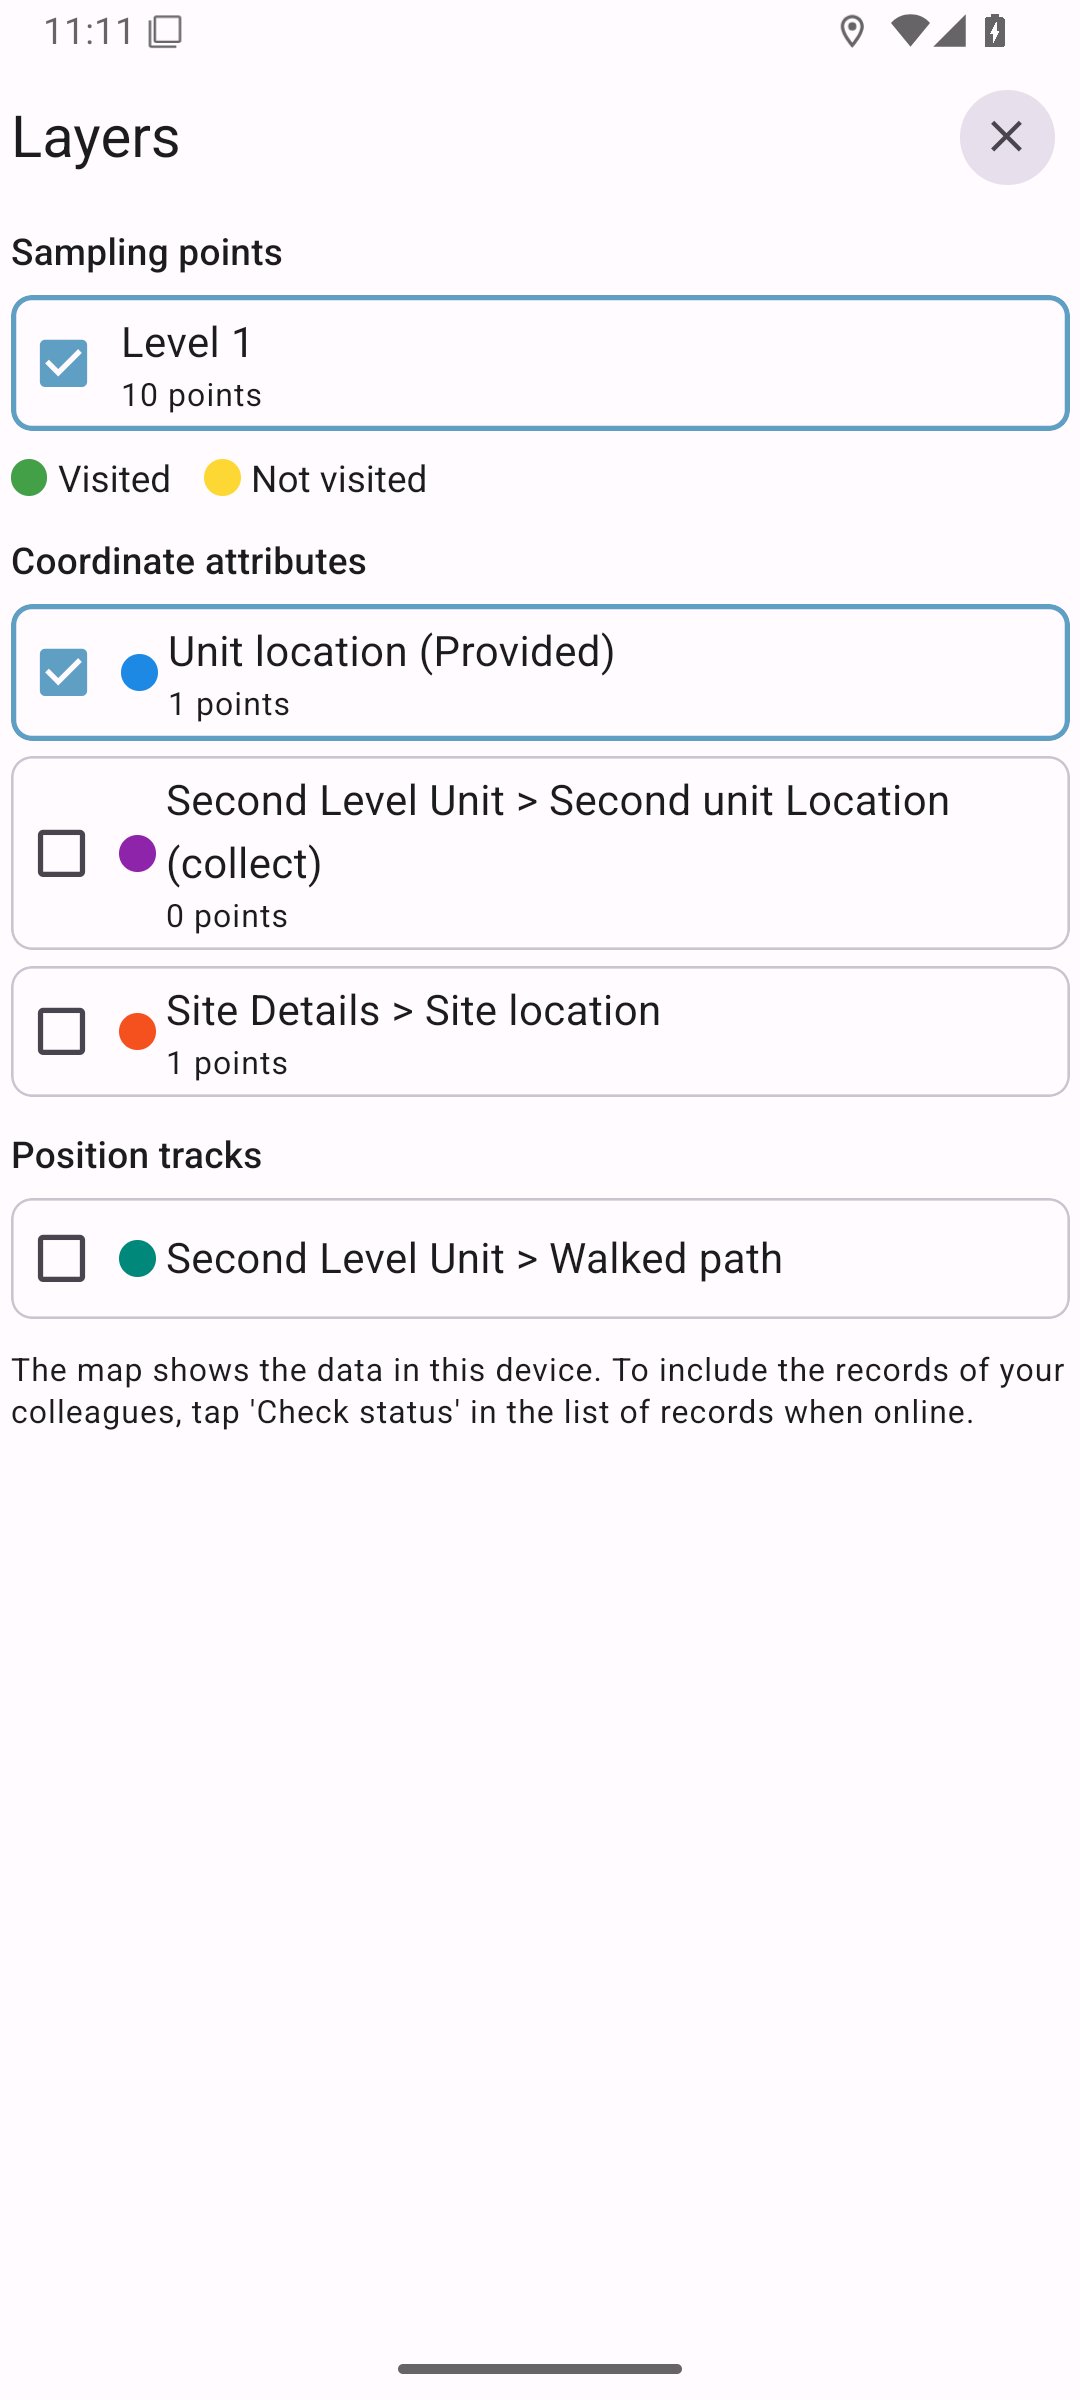 11:11
Layers
Sampling points
Level 1
10 points
Visited
Not visited
Coordinate attributes
Unit location (Provided)
1 points
Second Level Unit > Second unit Location
(collect)
0 points
Site Details > Site location
1 points
Position tracks
Second Level Unit > Walked path
The map shows the data in this device. To include the records of your
colleagues, tap 'Check status' in the list of records when online.